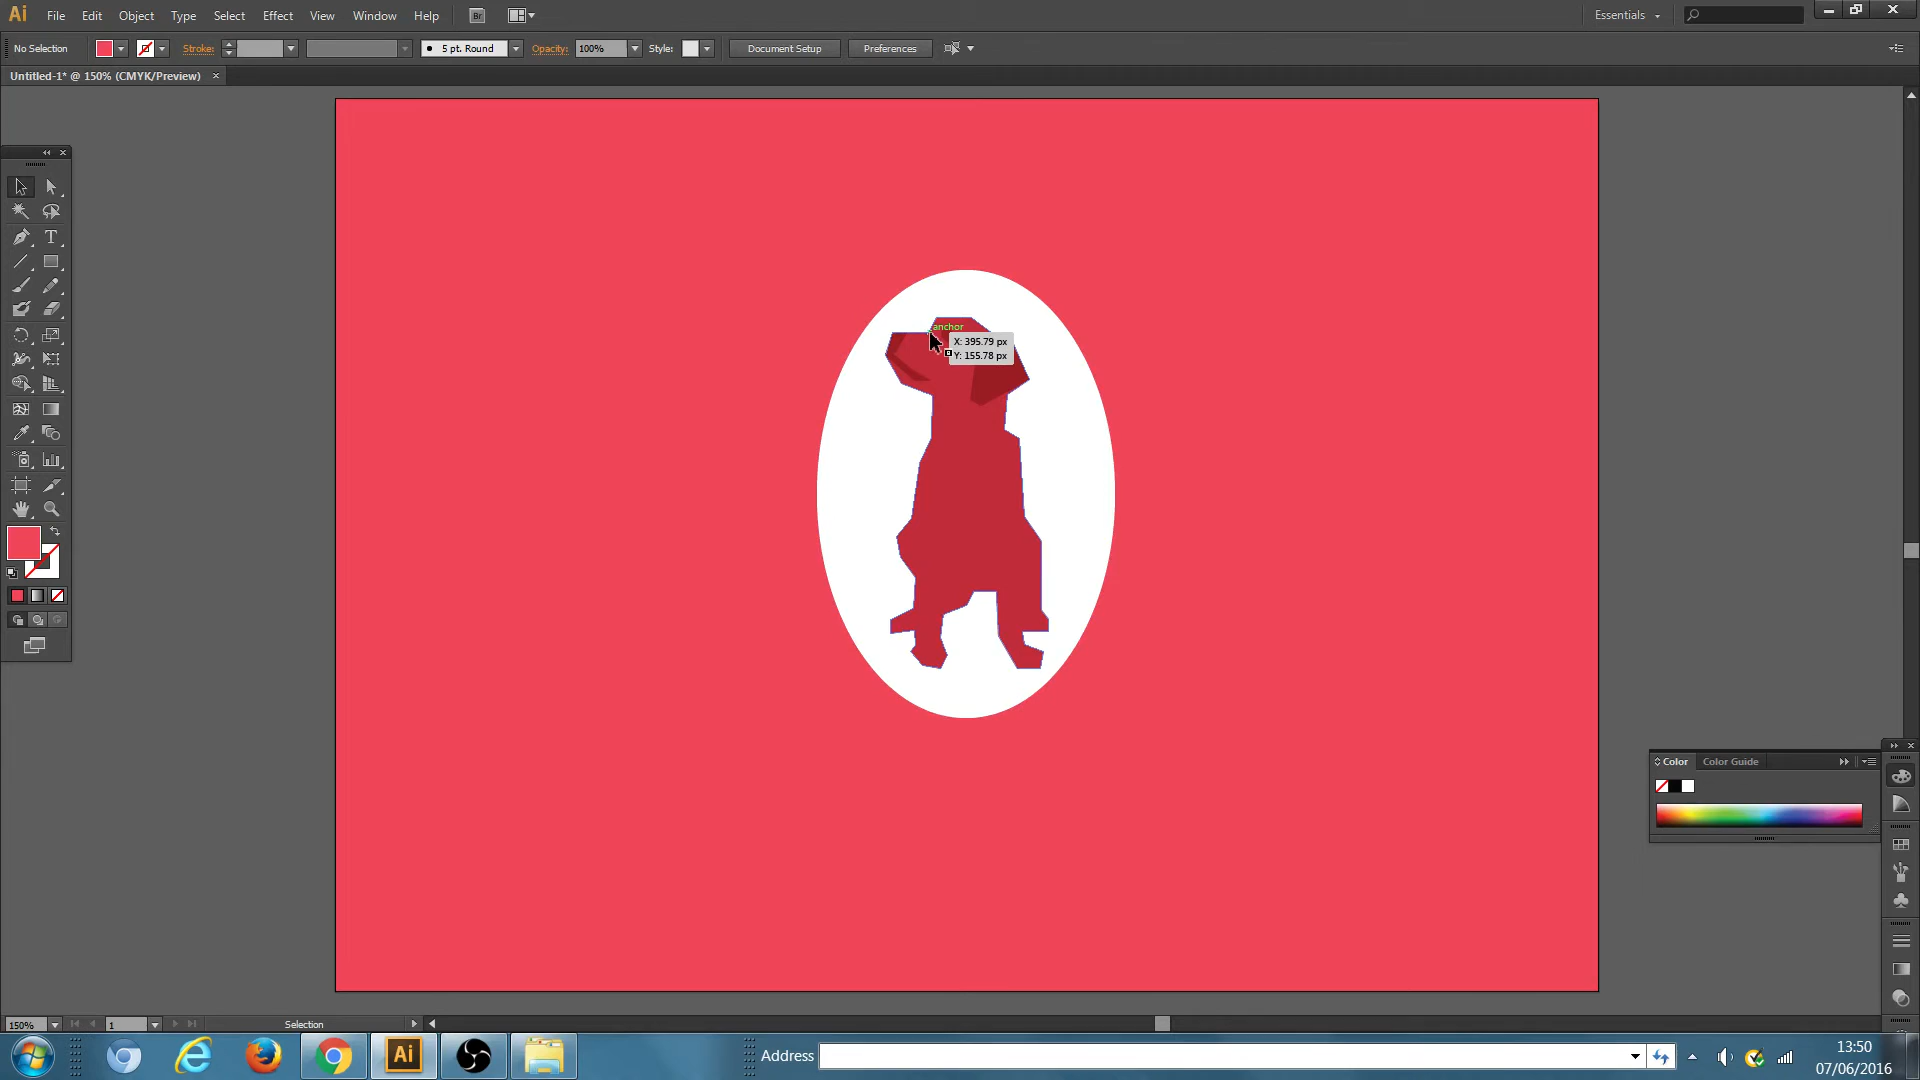 Ai File Edit Object Type Select Effect View Window Help Br Essentials
No Selection Stroke: 5 pt. Round Opacity: 100% Style: Document Setup Preferences
Untitled-1* @ 150% (CMYK/Preview)
anchor
X: 395.79 px
Y: 155.78 px
Color Color Guide
150% 1 Selection
Ai Address 13:50
07/06/2016